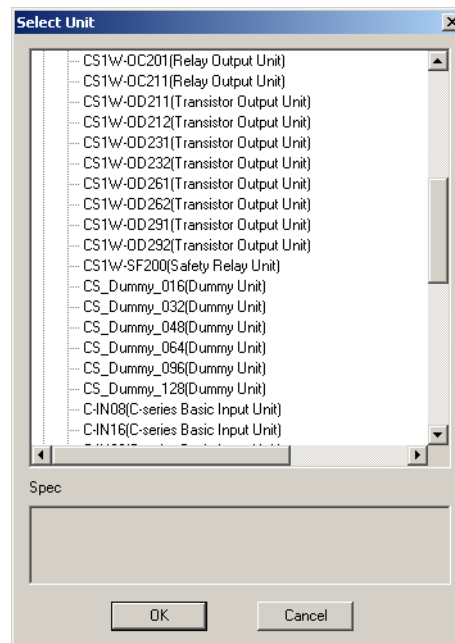 Select Unit
CS1W-OC201(Relay Output Unit)
CS1W-OC211(Relay Output Unit)
CS1W-OD211(Transistor Output Unit)
CS1W-OD212(Transistor Output Unit)
CS1W-OD231(Transistor Output Unit)
CS1W-OD232(Transistor Output Unit)
CS1W-OD261(Transistor Output Unit)
CS1W-OD262(Transistor Output Unit)
CS1W-OD291(Transistor Output Unit)
CS1W-OD292(Transistor Output Unit)
CS1W-SF200(Safety Relay Unit)
CS_Dummy_016(Dummy Unit)
CS_Dummy_032(Dummy Unit)
CS_Dummy_048(Dummy Unit)
CS_Dummy_064(Dummy Unit)
CS_Dummy_096(Dummy Unit)
CS_Dummy_128(Dummy Unit)
C-IN08(C-series Basic Input Unit)
C-IN16(C-series Basic Input Unit)
Spec
OK Cancel